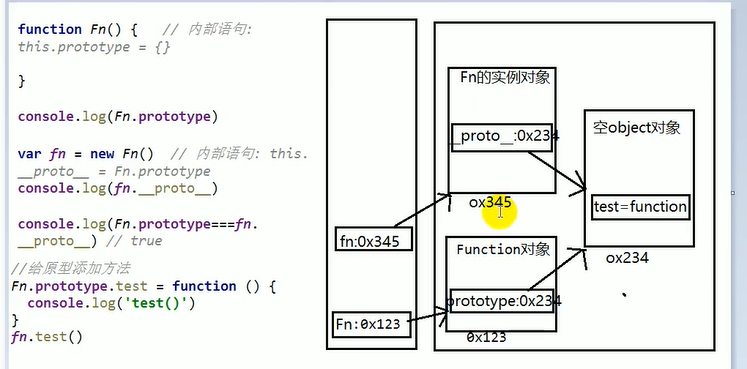 function Fn() {   // 内部语句:
this.prototype = {}
}
console.log(Fn.prototype)
var fn = new Fn()  // 内部语句: this.
__proto__ = Fn.prototype
console.log(fn.__proto__)
console.log(Fn.prototype===fn.
__proto__) // true
//给原型添加方法
Fn.prototype.test = function () {
  console.log('test()')
}
fn.test()
fn:0x345
Fn:0x123
Fn的实例对象
__proto__:0x234
ox345
Function对象
prototype:0x234
0x123
空object对象
test=function
ox234